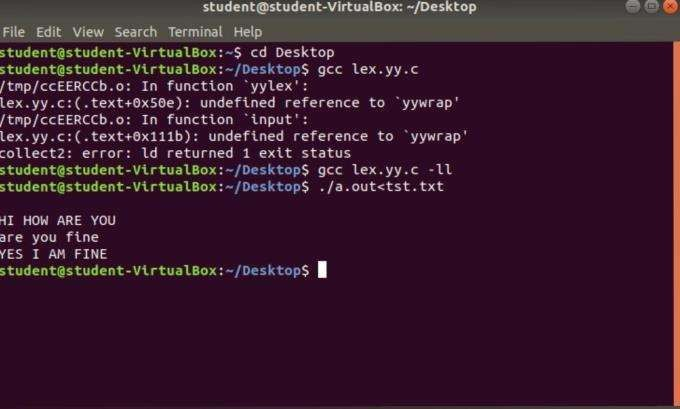 student@student-VirtualBox: ~/Desktop
File Edit View Search Terminal Help
student@student-VirtualBox:~$ cd Desktop
student@student-VirtualBox:~/Desktop$ gcc lex.yy.c
/tmp/ccEERCCb.o: In function `yylex':
lex.yy.c:(.text+0x50e): undefined reference to `yywrap'
/tmp/ccEERCCb.o: In function `input':
lex.yy.c:(.text+0x111b): undefined reference to `yywrap'
collect2: error: ld returned 1 exit status
student@student-VirtualBox:~/Desktop$ gcc lex.yy.c -ll
student@student-VirtualBox:~/Desktop$ ./a.out<tst.txt
HI HOW ARE YOU
are you fine
YES I AM FINE
student@student-VirtualBox:~/Desktop$